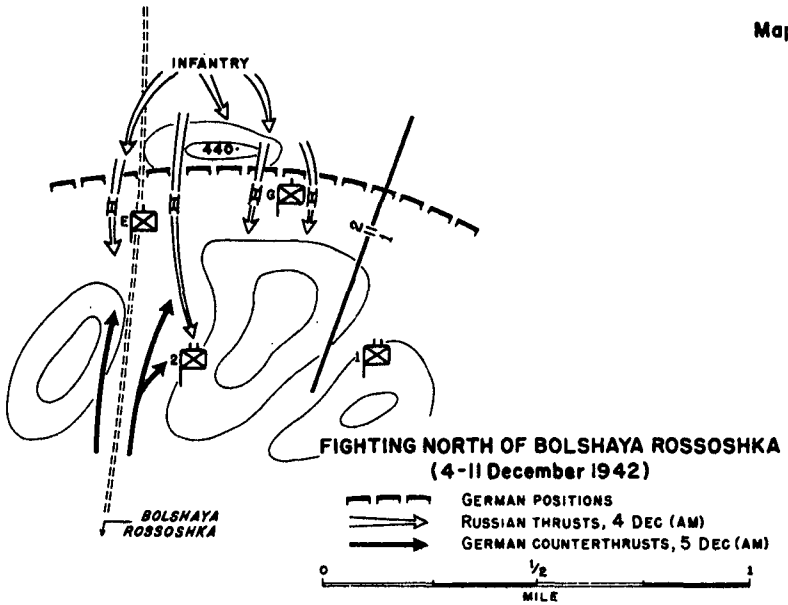 Map
INFANTRY
440
G
E
2
1
2
1
FIGHTING NORTH OF BOLSHAYA ROSSOSHKA
(4-11 December 1942)
GERMAN POSITIONS
RUSSIAN THRUSTS, 4 DEC (AM)
GERMAN COUNTERTHRUSTS, 5 DEC (AM)
BOLSHAYA
ROSSOSHKA
0 1/2 1
MILE